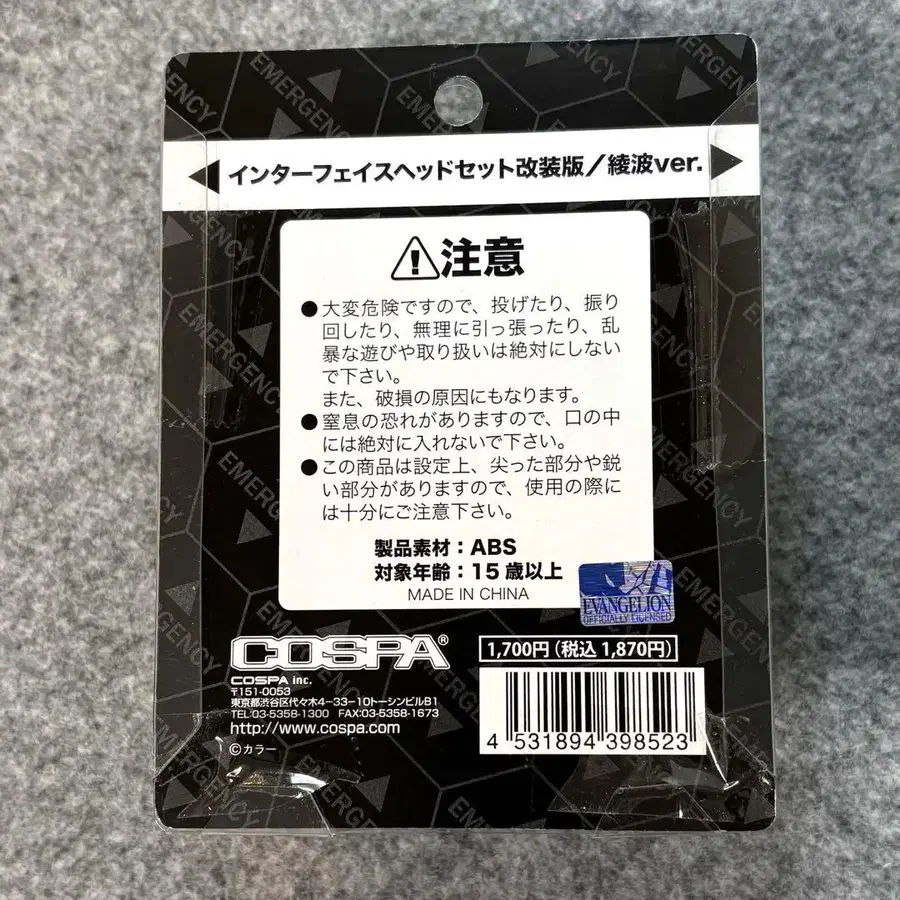 EMERGENCY
EMERGENCY
EMERGENCY
◀インターフェイスヘッドセット改装版/綾波ver.▶
⚠注意
●大変危険ですので、投げたり、振り
回したり、無理に引っ張ったり、乱
暴な遊びや取り扱いは絶対にしない
で下さい。
また、破損の原因にもなります。
●窒息の恐れがありますので、口の中
には絶対に入れないで下さい。
●この商品は設定上、尖った部分や鋭
い部分がありますので、使用の際に
は十分にご注意下さい。
製品素材:ABS
対象年齢:15歳以上
MADE IN CHINA
EVANGELION
OFFICIALLY LICENSED
EMERGENCY
EMERGENCY
EMERGENCY
COSPA®
COSPA inc.
〒151-0053
東京都渋谷区代々木4-33-10トーシンビルB1
TEL:03-5358-1300 FAX:03-5358-1673
http://www.cospa.com
©カラー
1,700円(税込 1,870円)
4 531894 398523